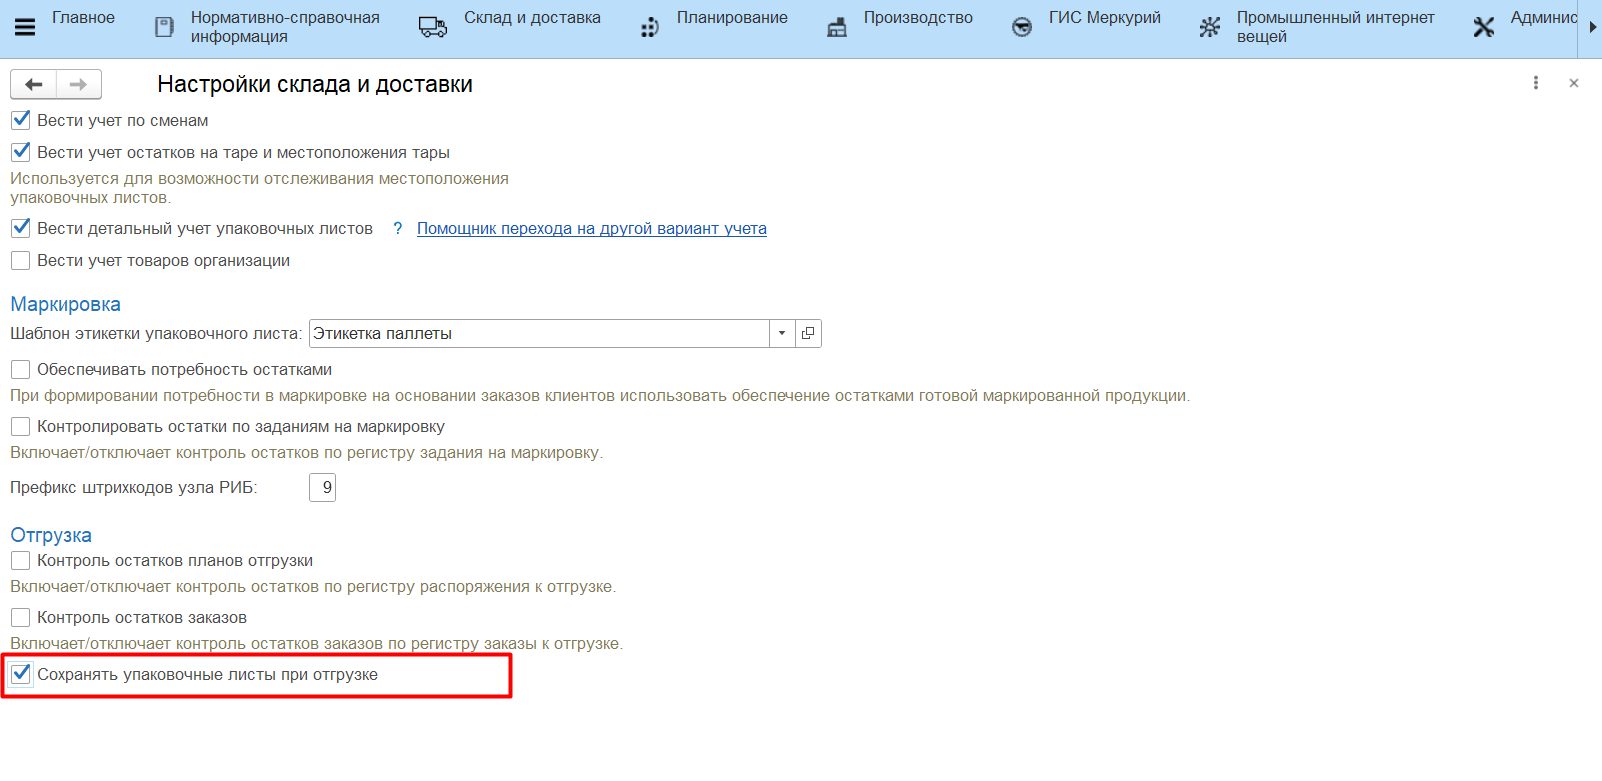 Главное
Нормативно-справочная
информация
Склад и доставка
Планирование
Производство
ГИС Меркурий
Промышленный интернет
вещей
Админис
Настройки склада и доставки
Вести учет по сменам
Вести учет остатков на таре и местоположения тары
Используется для возможности отслеживания местоположения
упаковочных листов.
Вести детальный учет упаковочных листов ? Помощник перехода на другой вариант учета
Вести учет товаров организации
Маркировка
Шаблон этикетки упаковочного листа: Этикетка паллеты
Обеспечивать потребность остатками
При формировании потребности в маркировке на основании заказов клиентов использовать обеспечение остатками готовой маркированной продукции.
Контролировать остатки по заданиям на маркировку
Включает/отключает контроль остатков по регистру задания на маркировку.
Префикс штрихкодов узла РИБ: 9
Отгрузка
Контроль остатков планов отгрузки
Включает/отключает контроль остатков по регистру распоряжения к отгрузке.
Контроль остатков заказов
Включает/отключает контроль остатков заказов по регистру заказы к отгрузке.
Сохранять упаковочные листы при отгрузке